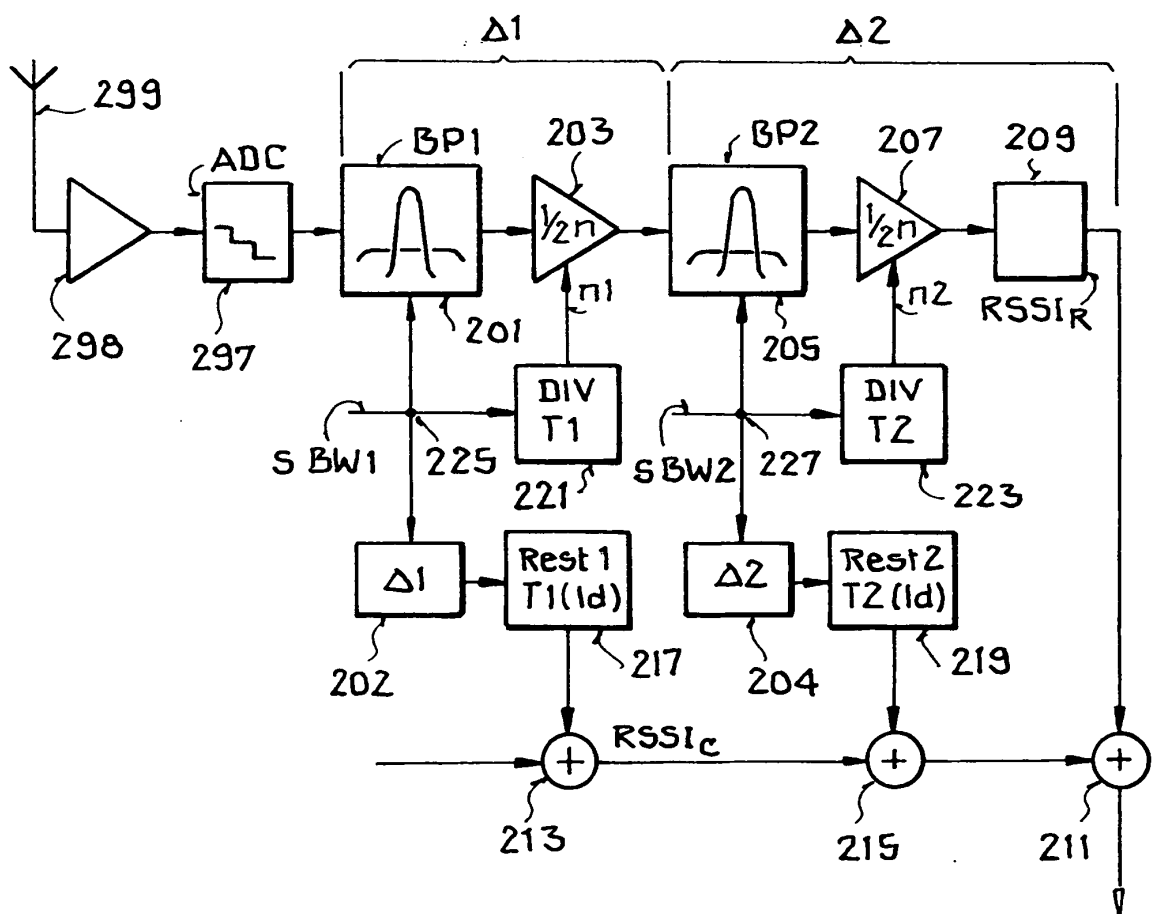 Δ1
Δ2
299
BP1
203
BP2
207
209
ADC
1/2n
1/2n
n1
n2
RSSI_R
298
297
201
205
DIV
T1
DIV
T2
S BW1
225
221
S BW2
227
223
Δ1
Rest 1
T1(ld)
Δ2
Rest 2
T2(ld)
202
217
204
219
+
RSSI_C
+
+
213
215
211